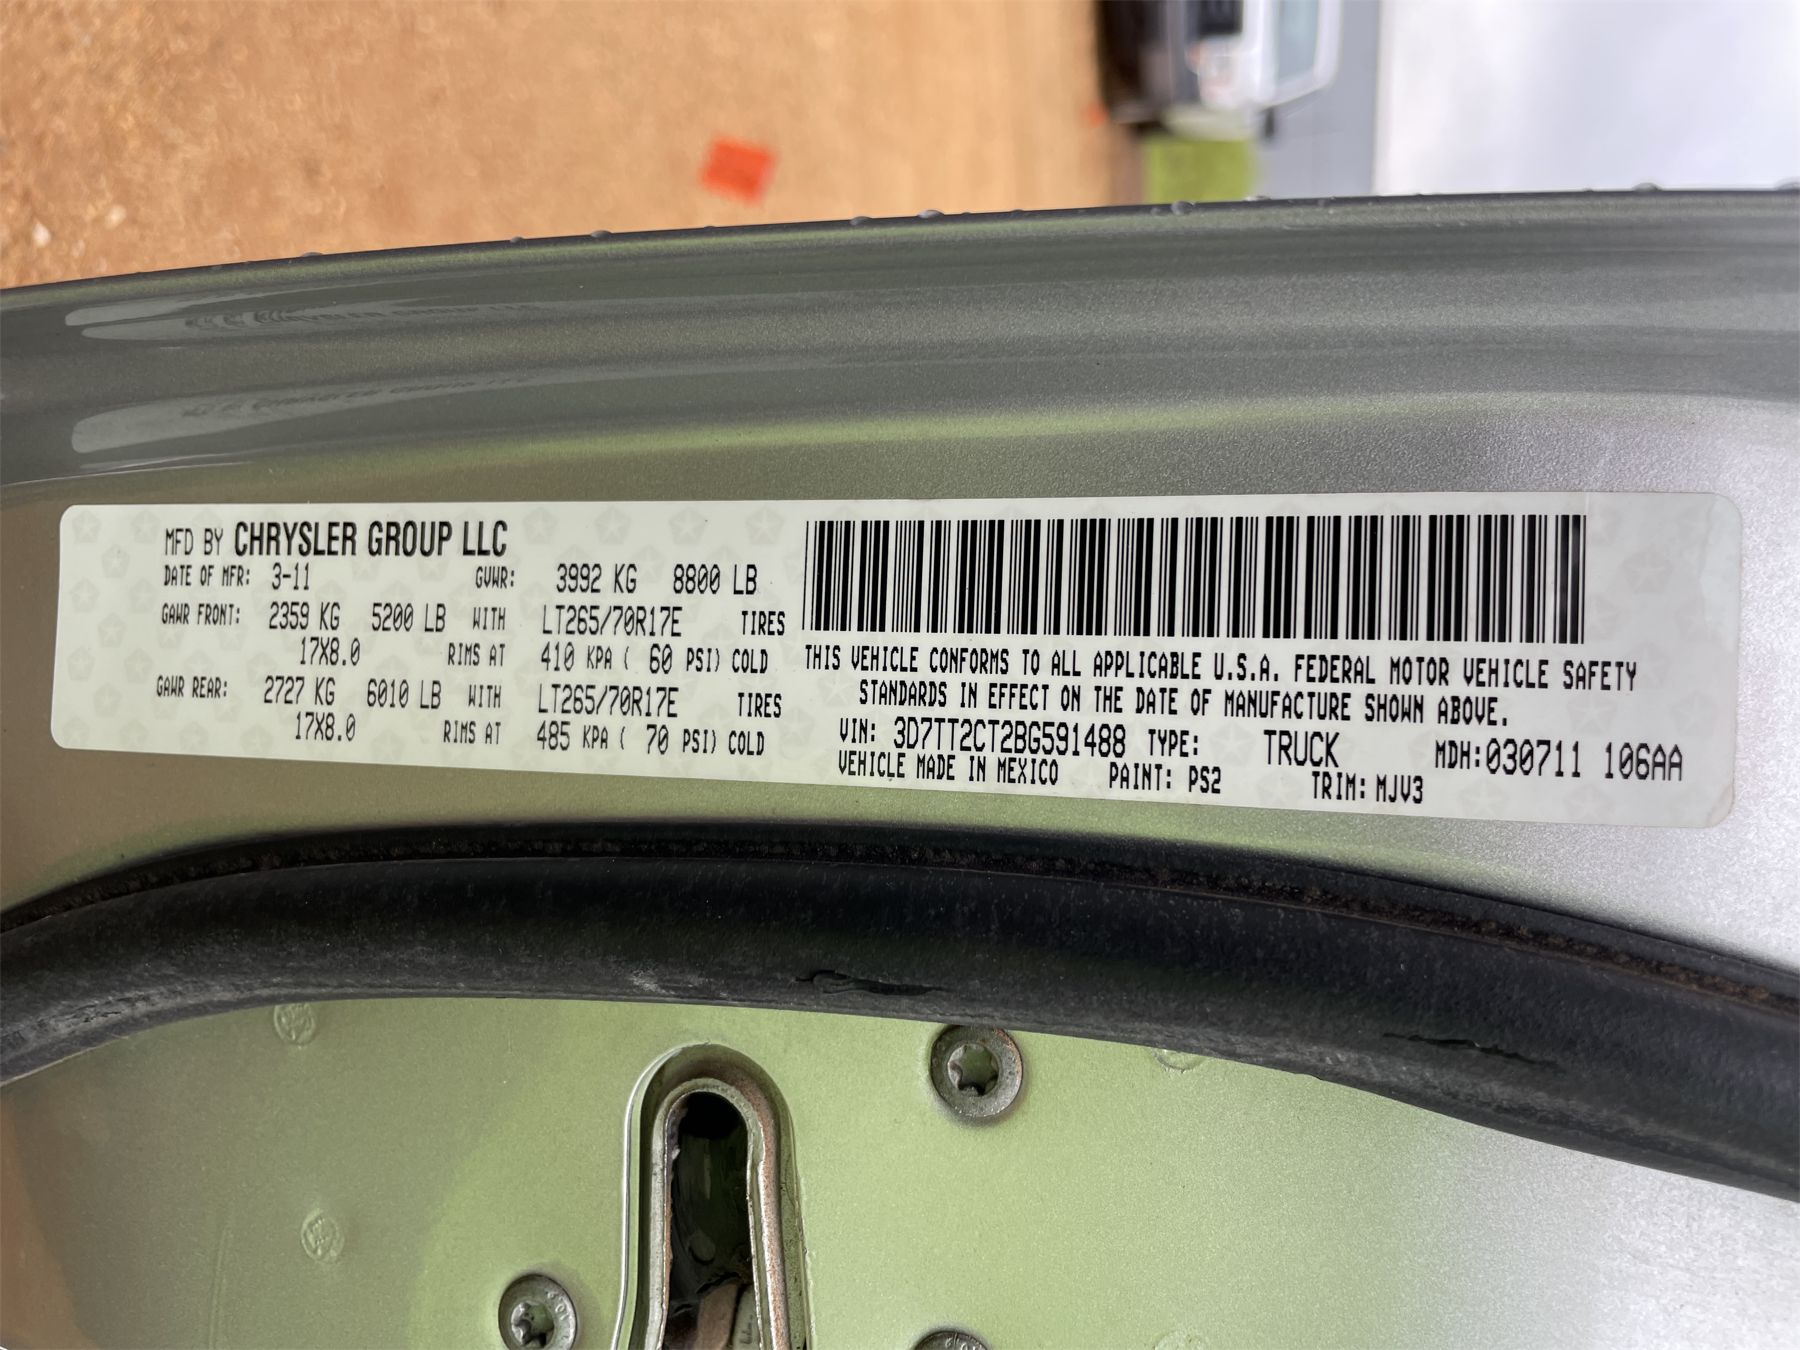 MFD BY CHRYSLER GROUP LLC
DATE OF MFR: 3-11 GVWR: 3992 KG 8800 LB
GAWR FRONT: 2359 KG 5200 LB WITH LT265/70R17E TIRES
17X8.0 RIMS AT 410 KPA ( 60 PSI) COLD
GAWR REAR: 2727 KG 6010 LB WITH LT265/70R17E TIRES
17X8.0 RIMS AT 485 KPA ( 70 PSI) COLD
THIS VEHICLE CONFORMS TO ALL APPLICABLE U.S.A. FEDERAL MOTOR VEHICLE SAFETY
STANDARDS IN EFFECT ON THE DATE OF MANUFACTURE SHOWN ABOVE.
VIN: 3D7TT2CT2BG591488 TYPE: TRUCK MDH:030711 106AA
VEHICLE MADE IN MEXICO PAINT: PS2 TRIM: MJV3